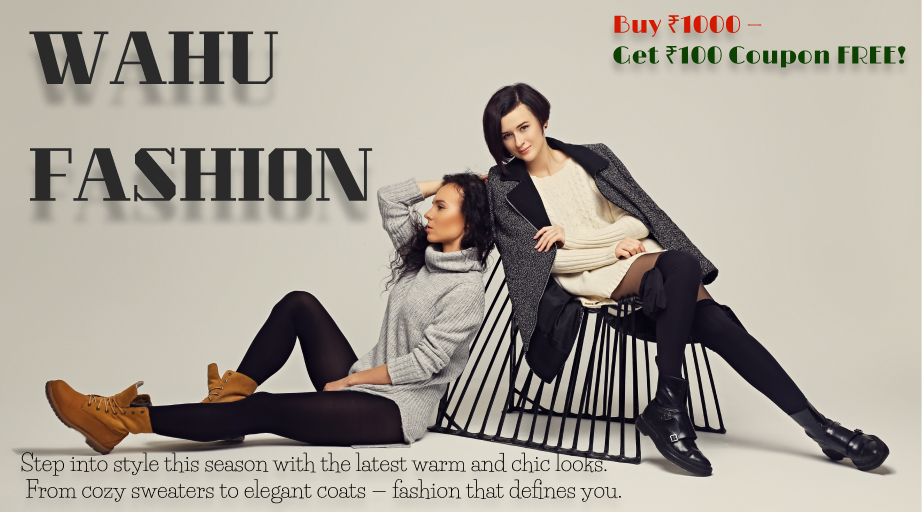 WAHU
FASHION
Buy ₹1000 –
Get ₹100 Coupon FREE!
Step into style this season with the latest warm and chic looks.
From cozy sweaters to elegant coats – fashion that defines you.